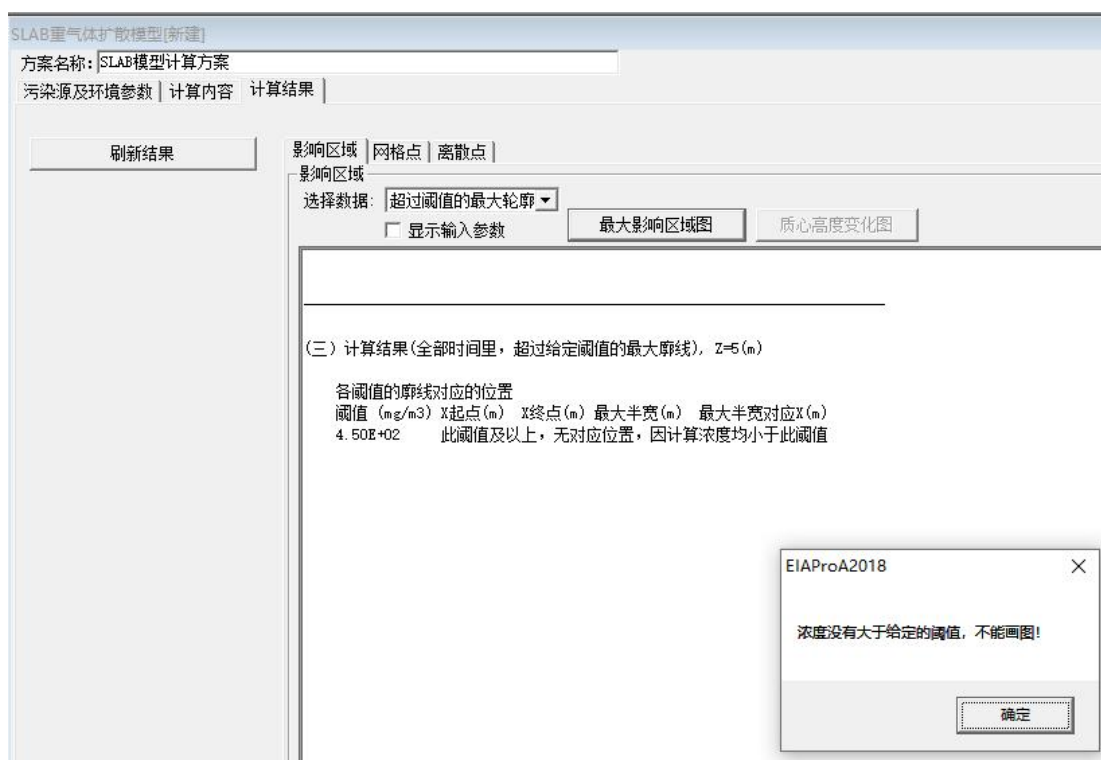 SLAB重气体扩散模型[新建]
方案名称: SLAB模型计算方案
污染源及环境参数 计算内容 计算结果
刷新结果
影响区域 网格点 离散点
影响区域
选择数据: 超过阈值的最大轮廓
显示输入参数 最大影响区域图 质心高度变化图
(三) 计算结果(全部时间里，超过给定阈值的最大廓线), Z=5(m)
各阈值的廓线对应的位置
阈值 (mg/m3) X起点(m) X终点(m) 最大半宽(m) 最大半宽对应X(m)
4.50E+02 此阈值及以上，无对应位置，因计算浓度均小于此阈值
EIAProA2018
浓度没有大于给定的阈值, 不能画图!
确定